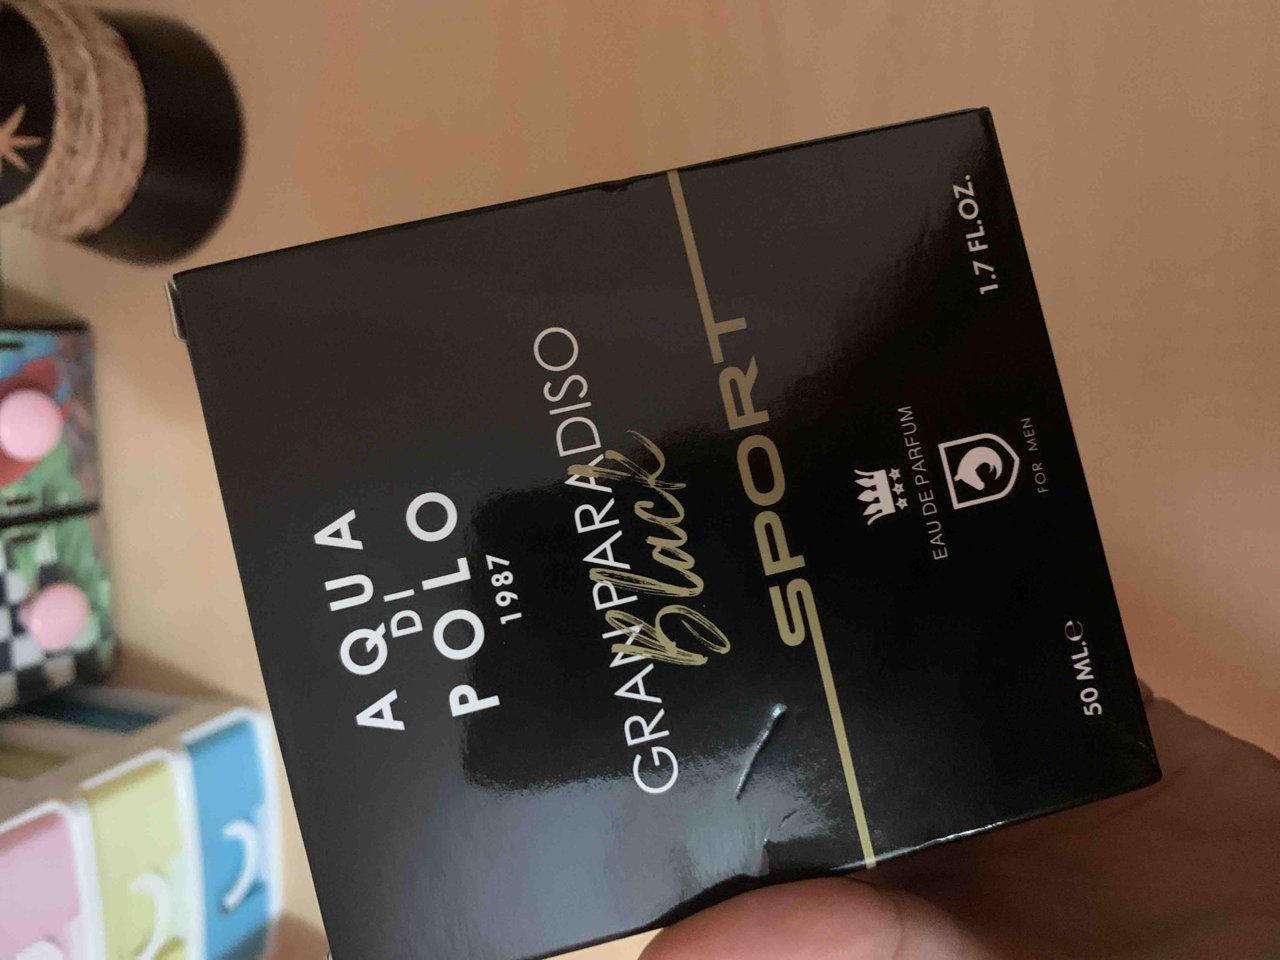 AQUA
DI
POLO
1987
GRAN PARADISO
Black
SPORT
EAU DE PARFUM
FOR MEN
50 ML.e
1.7 FL.OZ.